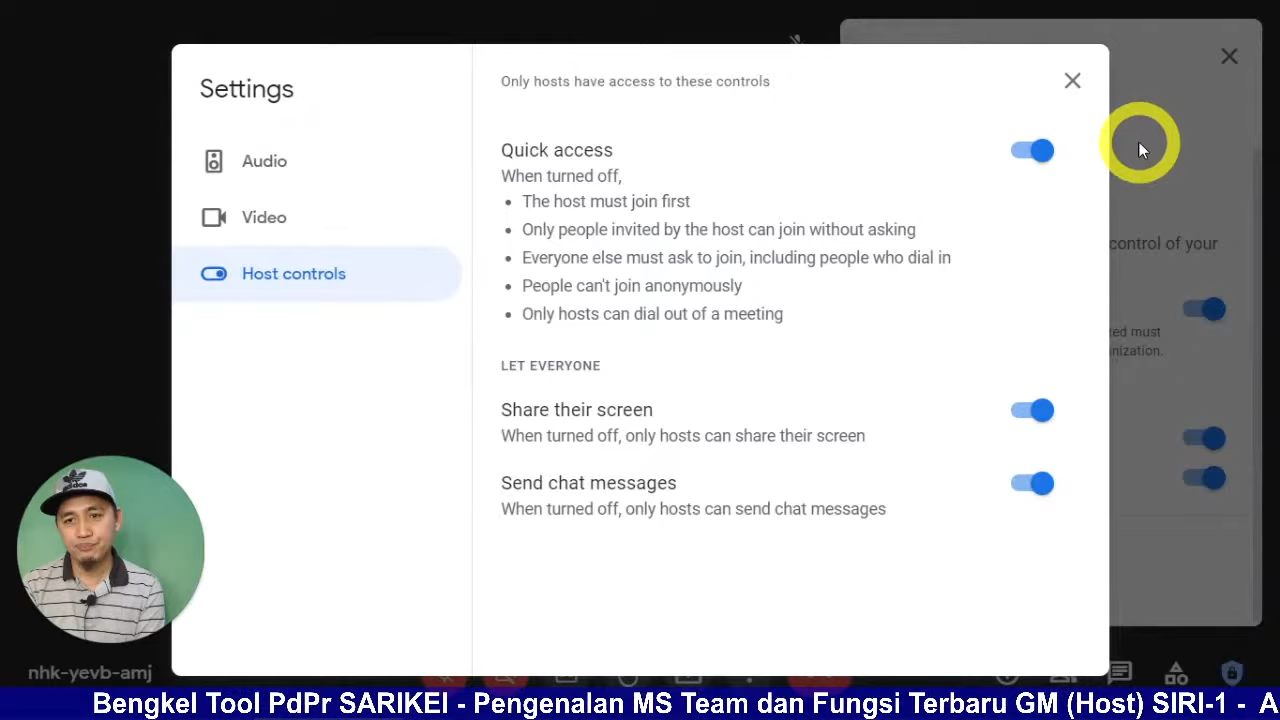 Settings
Audio
Video
Host controls
Only hosts have access to these controls
Quick access
When turned off,
• The host must join first
• Only people invited by the host can join without asking
• Everyone else must ask to join, including people who dial in
• People can't join anonymously
• Only hosts can dial out of a meeting
LET EVERYONE
Share their screen
When turned off, only hosts can share their screen
Send chat messages
When turned off, only hosts can send chat messages
control of your
ted must
nization.
nhk-yevb-amj
Bengkel Tool PdPr SARIKEI - Pengenalan MS Team dan Fungsi Terbaru GM (Host) SIRI-1 - A